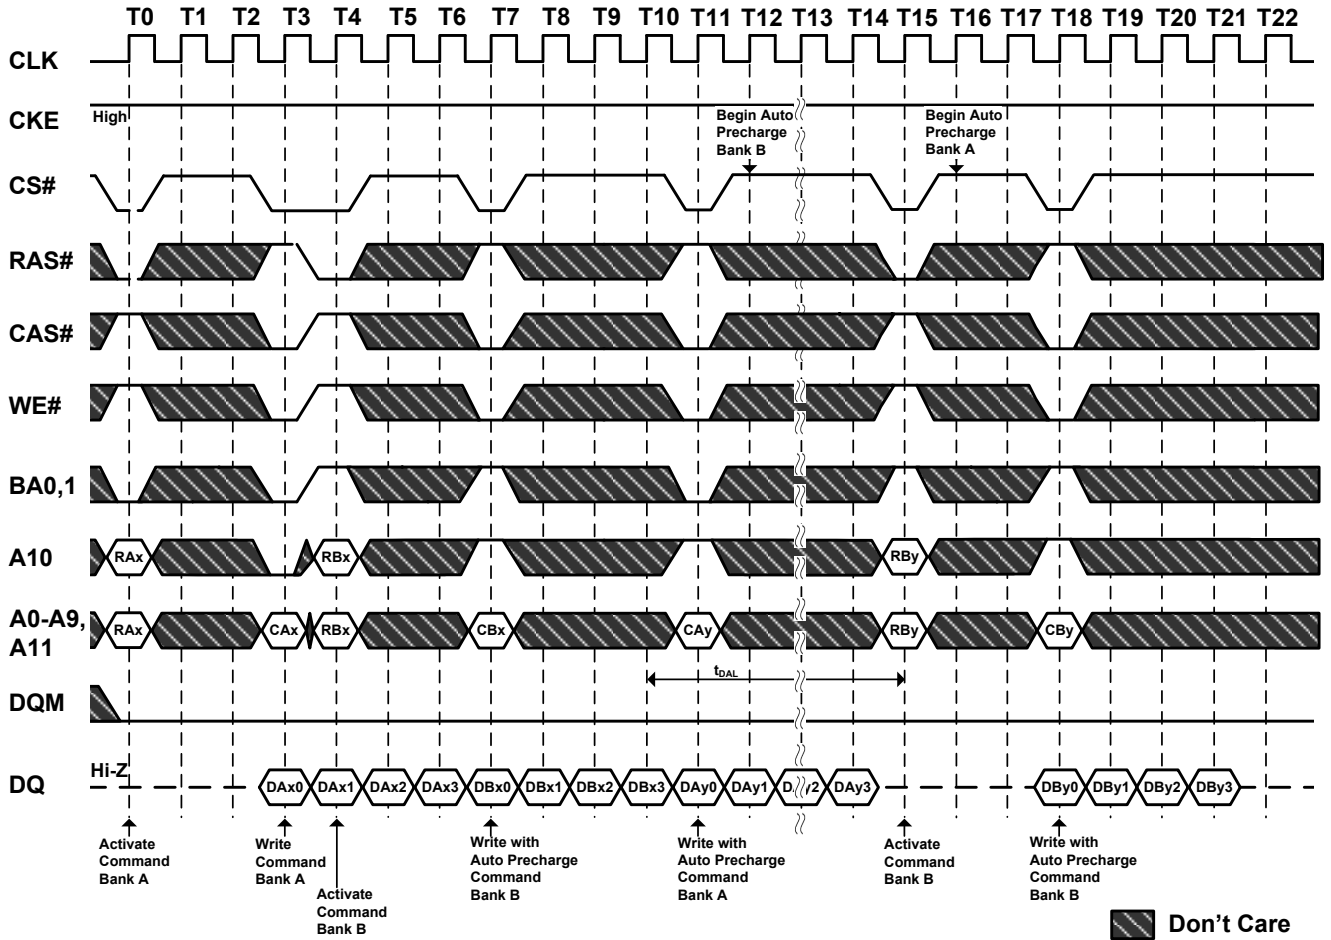 T0 T1 T2 T3 T4 T5 T6 T7 T8 T9 T10 T11 T12 T13 T14 T15 T16 T17 T18 T19 T20 T21 T22
CLK
CKE
High
Begin Auto
Precharge
Bank B
Begin Auto
Precharge
Bank A
CS#
RAS#
CAS#
WE#
BA0,1
A10
RAx RBx RBy
A0-A9,
A11
RAx CAx RBx CBx CAy RBy CBy
tDAL
DQM
DQ
Hi-Z
DAx0 DAx1 DAx2 DAx3 DBx0 DBx1 DBx2 DBx3 DAy0 DAy1 DAy2 DAy3 DBy0 DBy1 DBy2 DBy3
Activate
Command
Bank A
Write
Command
Bank A
Activate
Command
Bank B
Write with
Auto Precharge
Command
Bank B
Write with
Auto Precharge
Command
Bank A
Activate
Command
Bank B
Write with
Auto Precharge
Command
Bank B
Don't Care